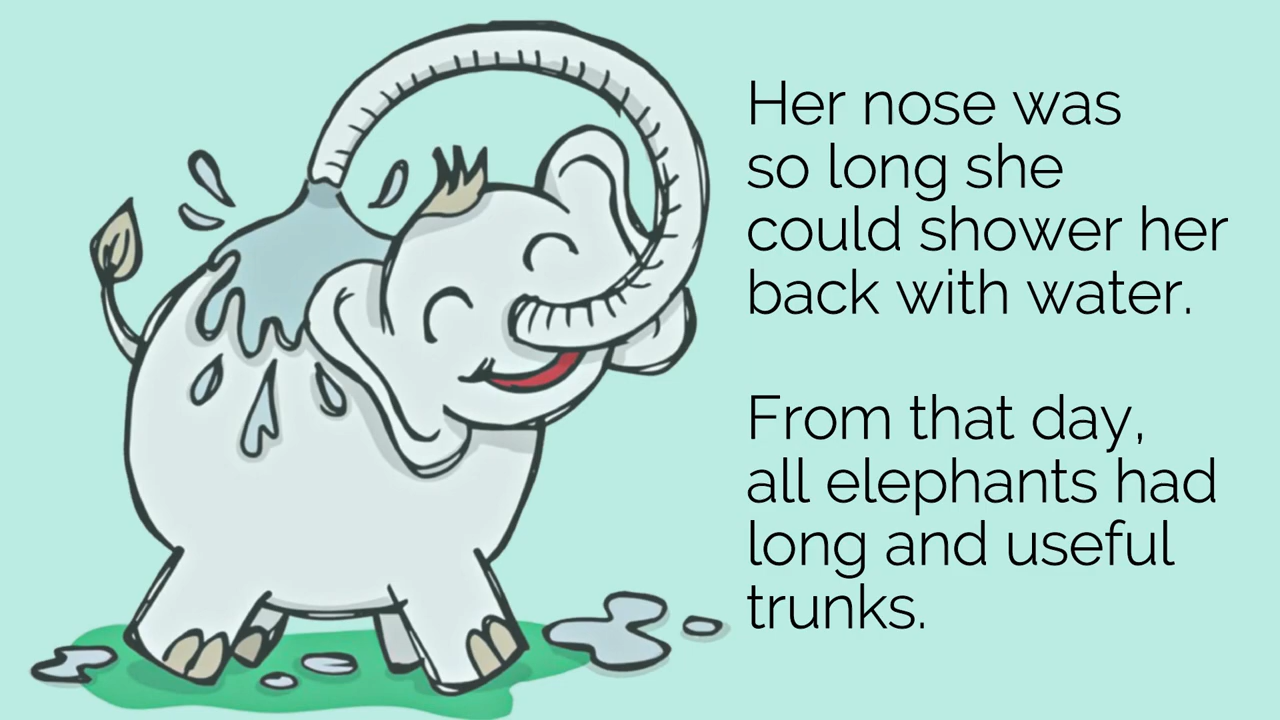 Her nose was
so long she
could shower her
back with water.
From that day,
all elephants had
long and useful
trunks.